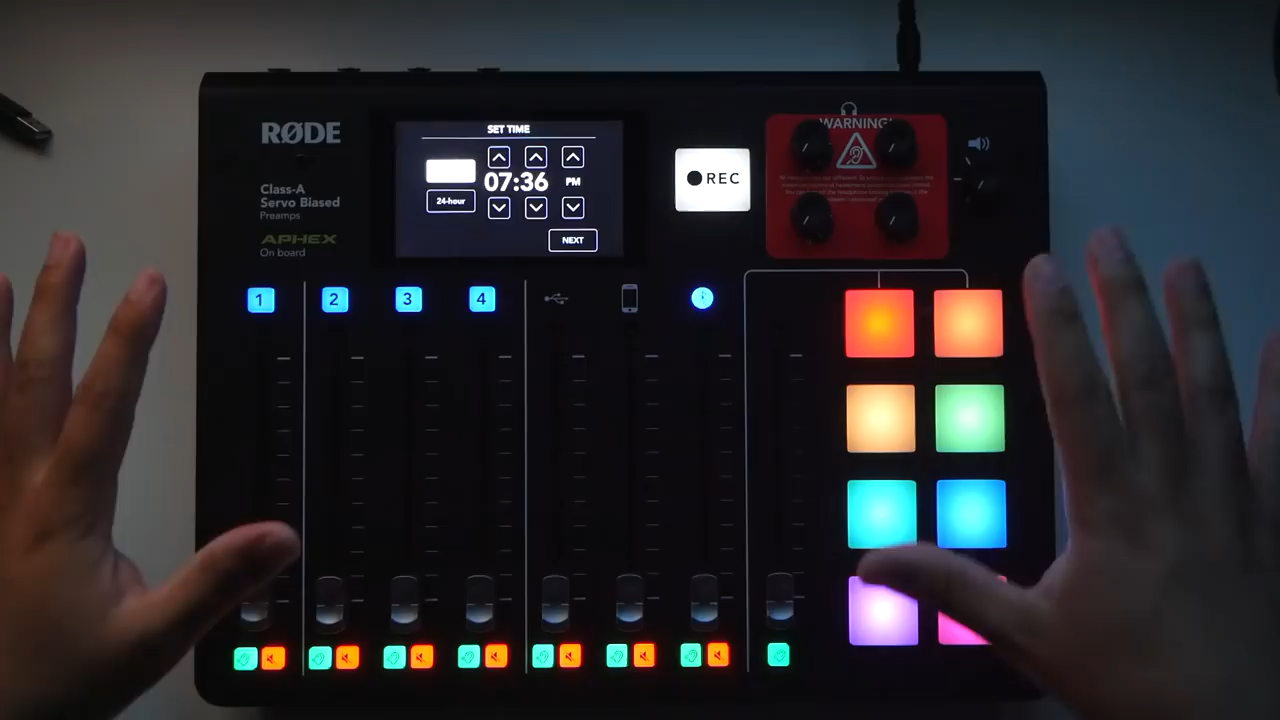 RØDE
Class-A
Servo Biased
Preamps
APHEX
On board
SET TIME
07:36 PM
24-hour
NEXT
REC
WARNING!
1
2
3
4